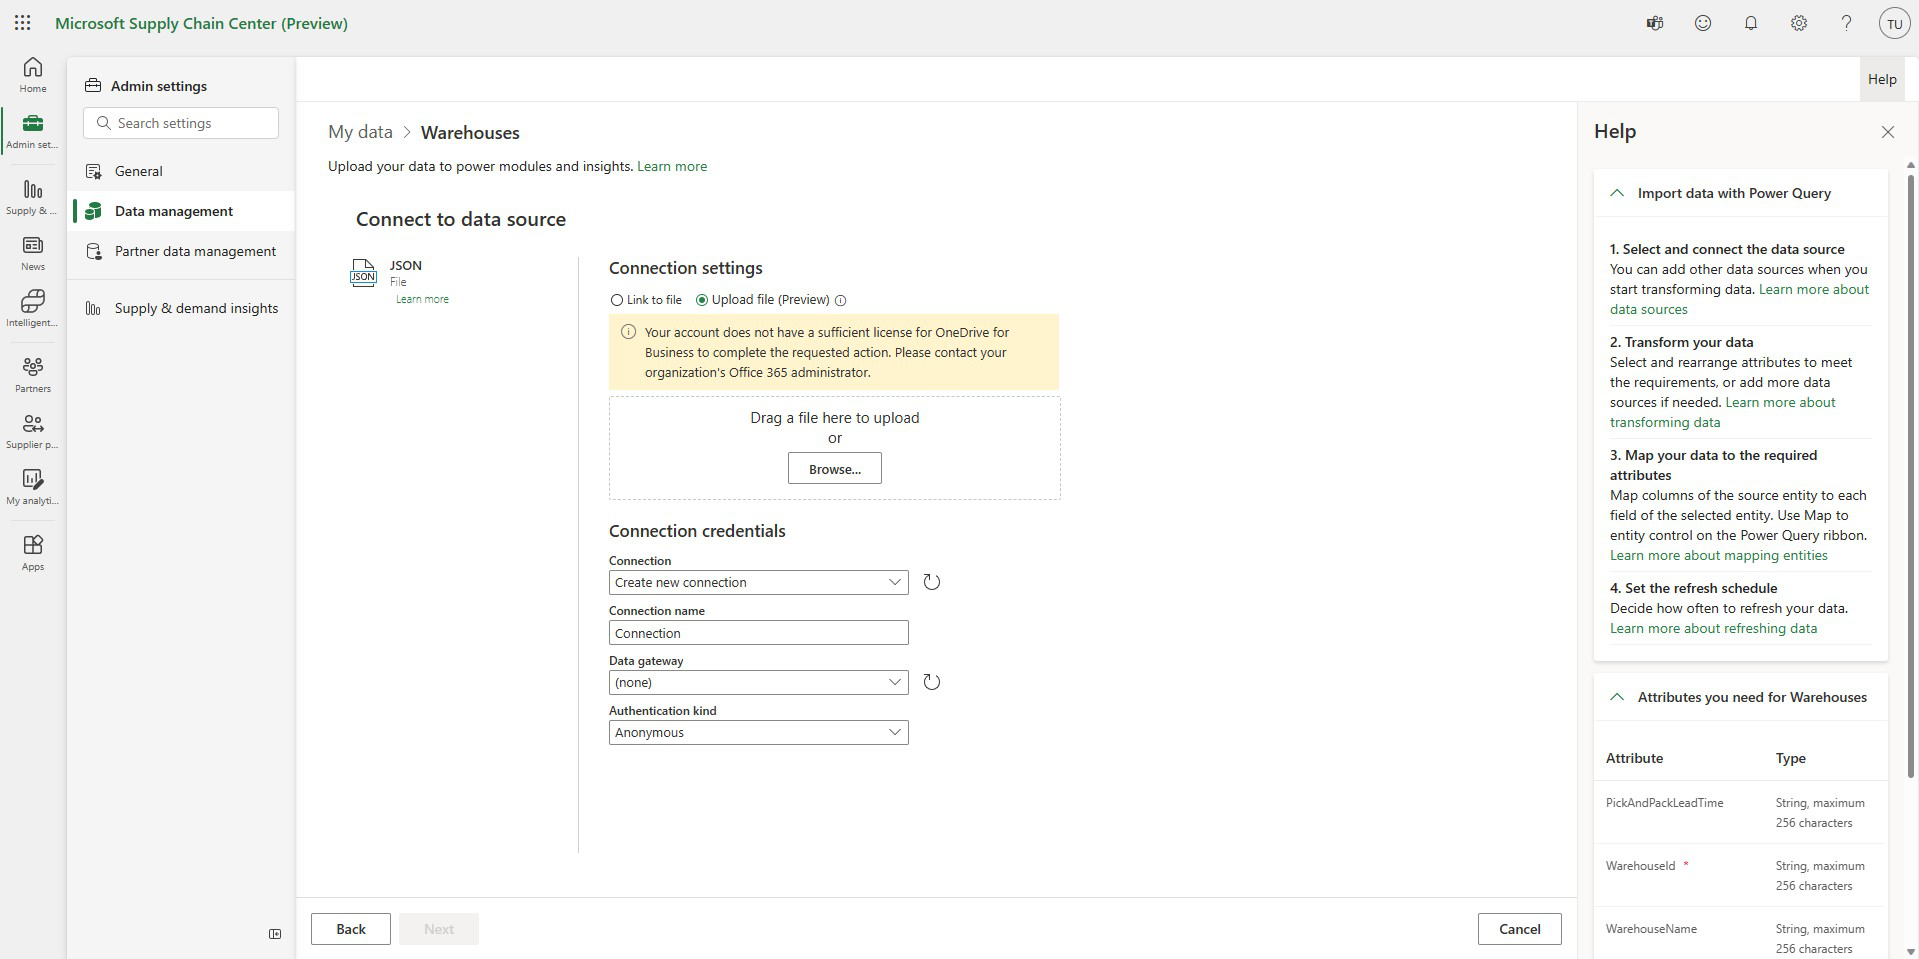 Microsoft Supply Chain Center (Preview)
TU
Home
Admin set...
Supply & ...
News
Intelligent...
Partners
Supplier p...
My analyti...
Apps
Admin settings
Search settings
General
Data management
Partner data management
Supply & demand insights
Help
My data > Warehouses
Upload your data to power modules and insights. Learn more
Connect to data source
JSON
JSON
File
Learn more
Connection settings
Link to file Upload file (Preview)
Your account does not have a sufficient license for OneDrive for
Business to complete the requested action. Please contact your
organization's Office 365 administrator.
Drag a file here to upload
or
Browse...
Connection credentials
Connection
Create new connection
Connection name
Connection
Data gateway
(none)
Authentication kind
Anonymous
Back
Next
Cancel
Help
Import data with Power Query
1. Select and connect the data source
You can add other data sources when you
start transforming data. Learn more about
data sources
2. Transform your data
Select and rearrange attributes to meet
the requirements, or add more data
sources if needed. Learn more about
transforming data
3. Map your data to the required
attributes
Map columns of the source entity to each
field of the selected entity. Use Map to
entity control on the Power Query ribbon.
Learn more about mapping entities
4. Set the refresh schedule
Decide how often to refresh your data.
Learn more about refreshing data
Attributes you need for Warehouses
Attribute Type
PickAndPackLeadTime String, maximum
256 characters
WarehouseId * String, maximum
256 characters
WarehouseName String, maximum
256 characters